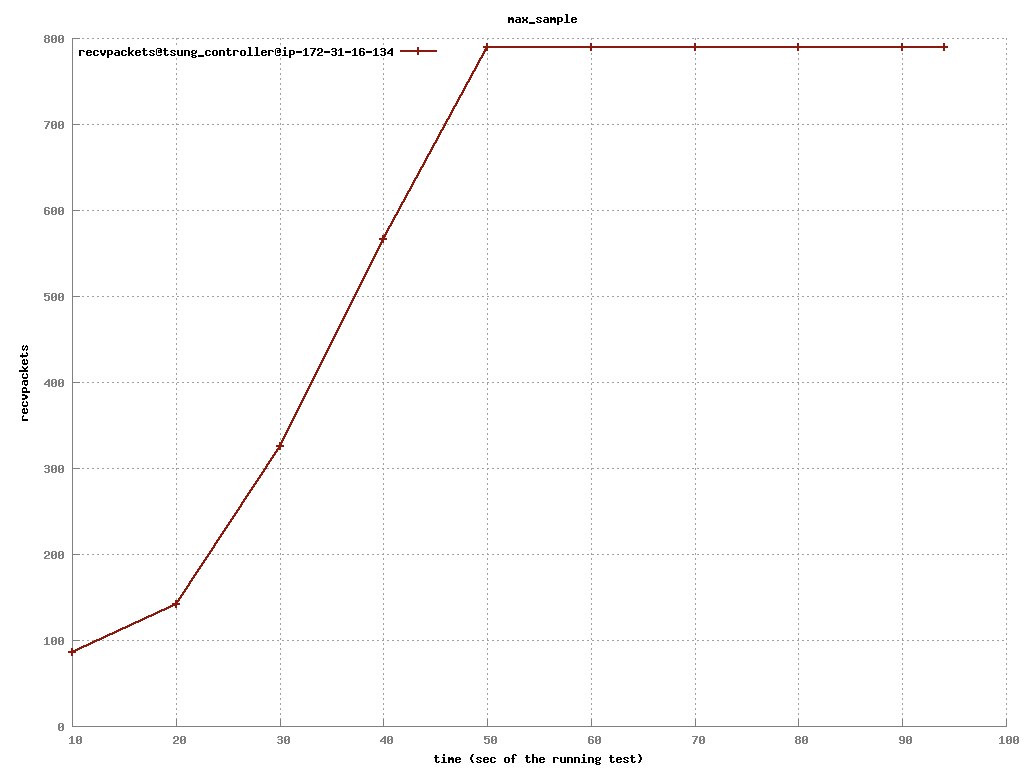 max_sample
recvpackets@tsung_controller@ip-172-31-16-134
800
700
600
500
400
300
200
100
0
recvpackets
10 20 30 40 50 60 70 80 90 100
time (sec of the running test)